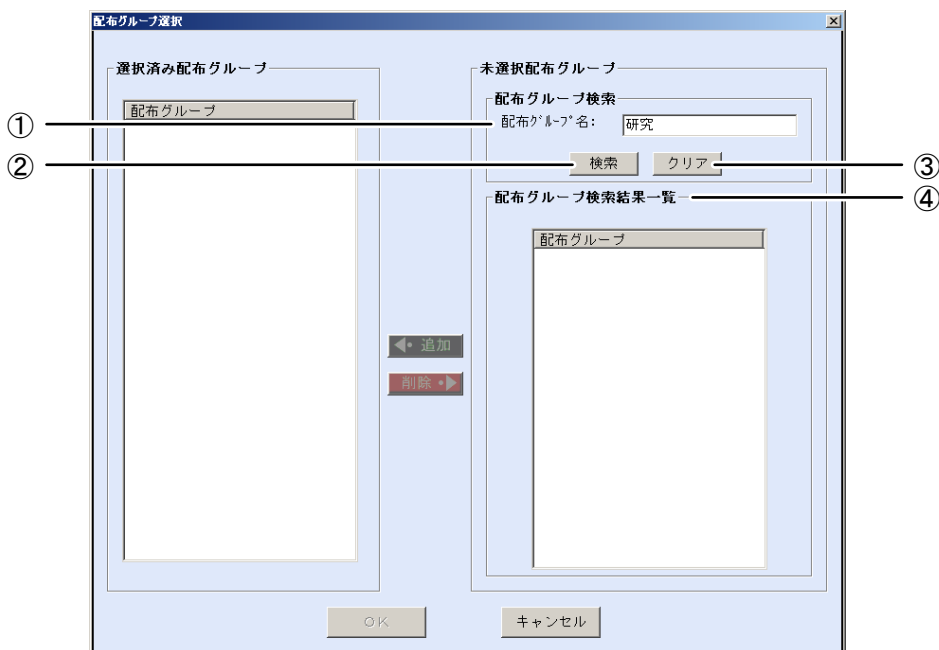 配布グループ選択
選択済み配布グループ
配布グループ
未選択配布グループ
配布グループ検索
配布ｸﾞﾙｰﾌﾟ名:
研究
検索
クリア
配布グループ検索結果一覧
配布グループ
追加
削除
OK
キャンセル
①
②
③
④